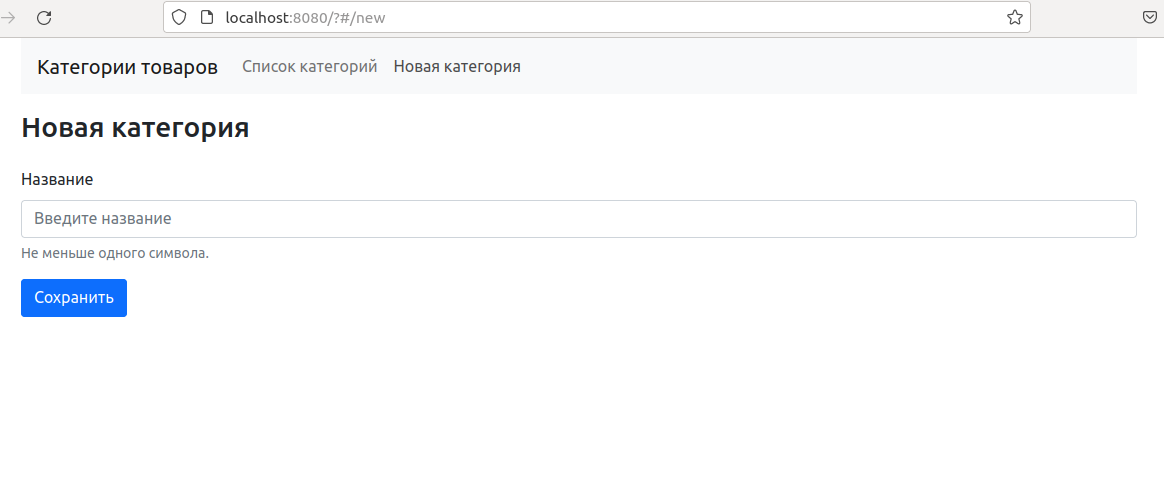 localhost:8080/?#/new
Категории товаров Список категорий Новая категория
Новая категория
Название
Введите название
Не меньше одного символа.
Сохранить